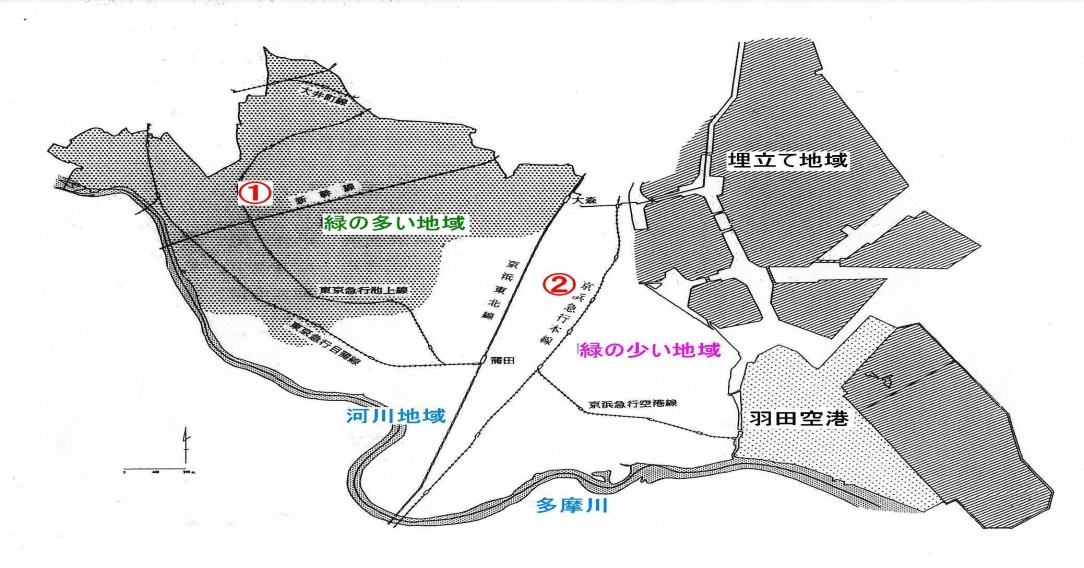 大井町線
埋立て地域
①
新幹線
大森
緑の多い地域
京浜東北線
②
京浜急行本線
東京急行池上線
東京急行目蒲線
緑の少い地域
蒲田
京浜急行空港線
河川地域
羽田空港
多摩川